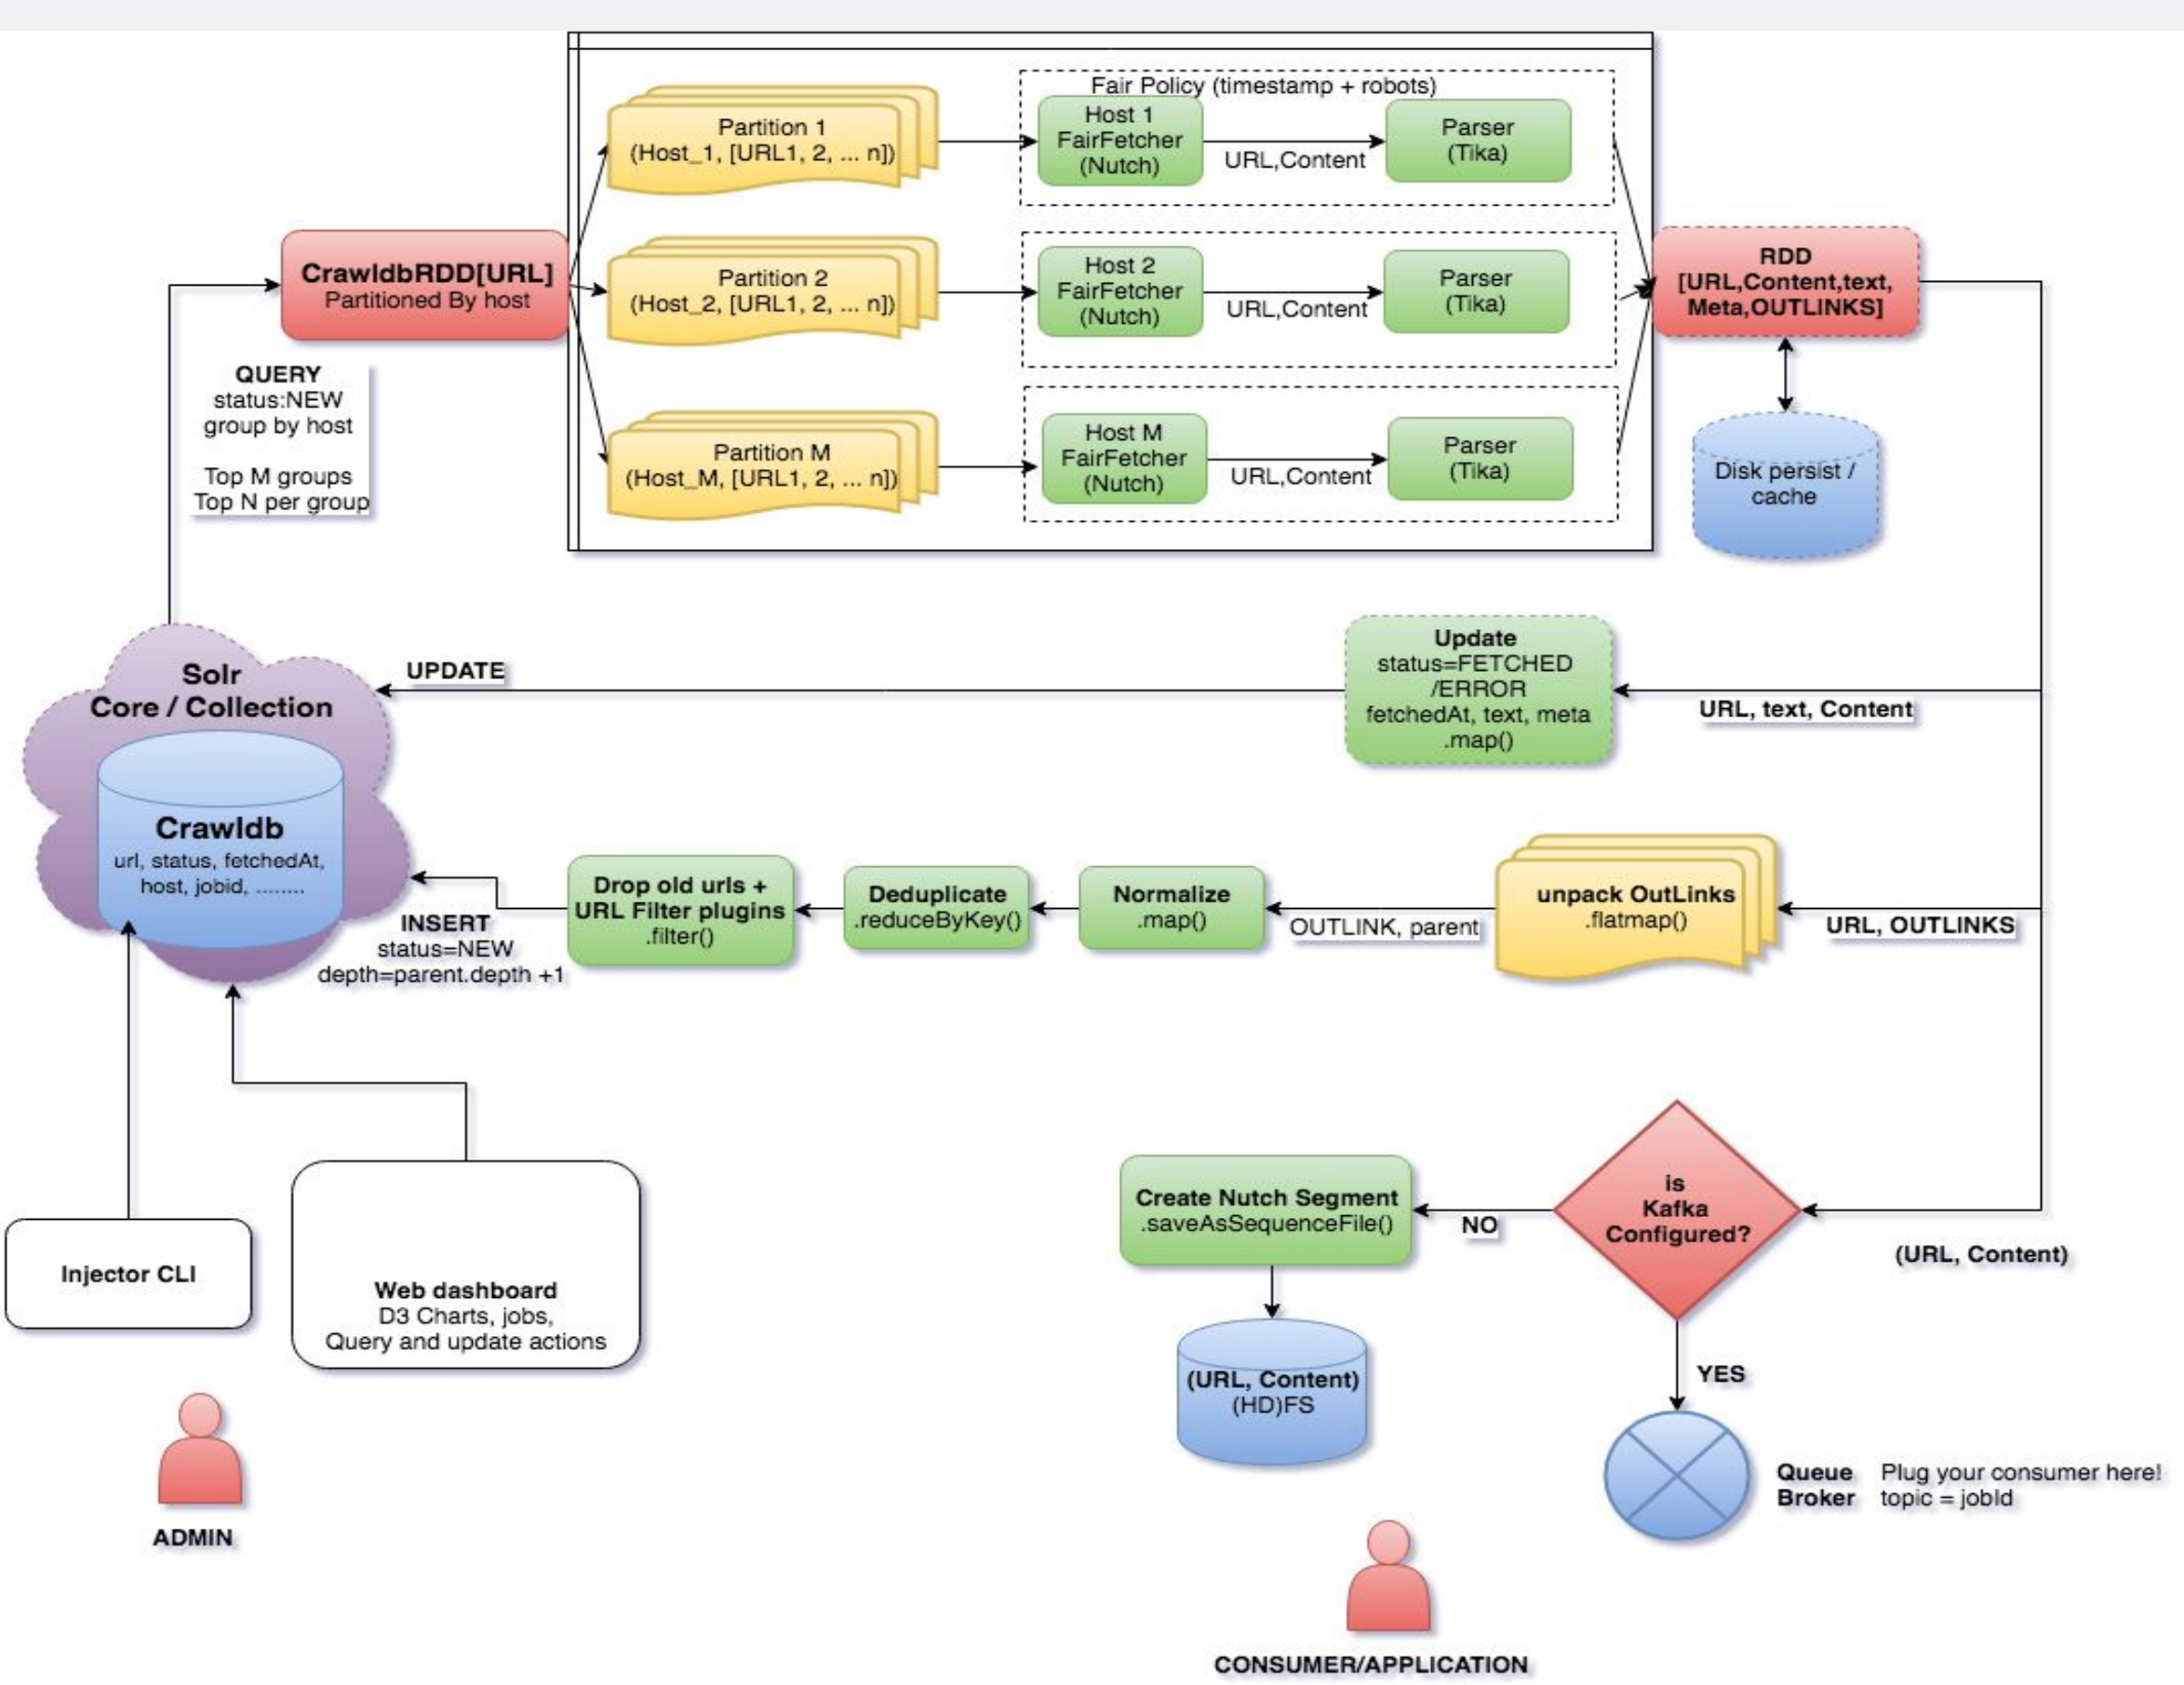 Fair Policy (timestamp + robots)
Partition 1
(Host_1, [URL1, 2, ... n])
Host 1
FairFetcher
(Nutch)
URL,Content
Parser
(Tika)
CrawldbRDD[URL]
Partitioned By host
Partition 2
(Host_2, [URL1, 2, ... n])
Host 2
FairFetcher
(Nutch)
URL,Content
Parser
(Tika)
RDD
[URL,Content,text,
Meta,OUTLINKS]
QUERY
status:NEW
group by host
Top M groups
Top N per group
Partition M
(Host_M, [URL1, 2, ... n])
Host M
FairFetcher
(Nutch)
URL,Content
Parser
(Tika)
Disk persist /
cache
Solr
Core / Collection
UPDATE
Update
status=FETCHED
/ERROR
fetchedAt, text, meta
.map()
URL, text, Content
Crawldb
url, status, fetchedAt,
host, jobid, ........
INSERT
status=NEW
depth=parent.depth +1
Drop old urls +
URL Filter plugins
.filter()
Deduplicate
.reduceByKey()
Normalize
.map()
OUTLINK, parent
unpack OutLinks
.flatmap()
URL, OUTLINKS
Injector CLI
Web dashboard
D3 Charts, jobs,
Query and update actions
Create Nutch Segment
.saveAsSequenceFile()
NO
is
Kafka
Configured?
(URL, Content)
(URL, Content)
(HD)FS
YES
Queue
Broker
Plug your consumer here!
topic = jobId
ADMIN
CONSUMER/APPLICATION